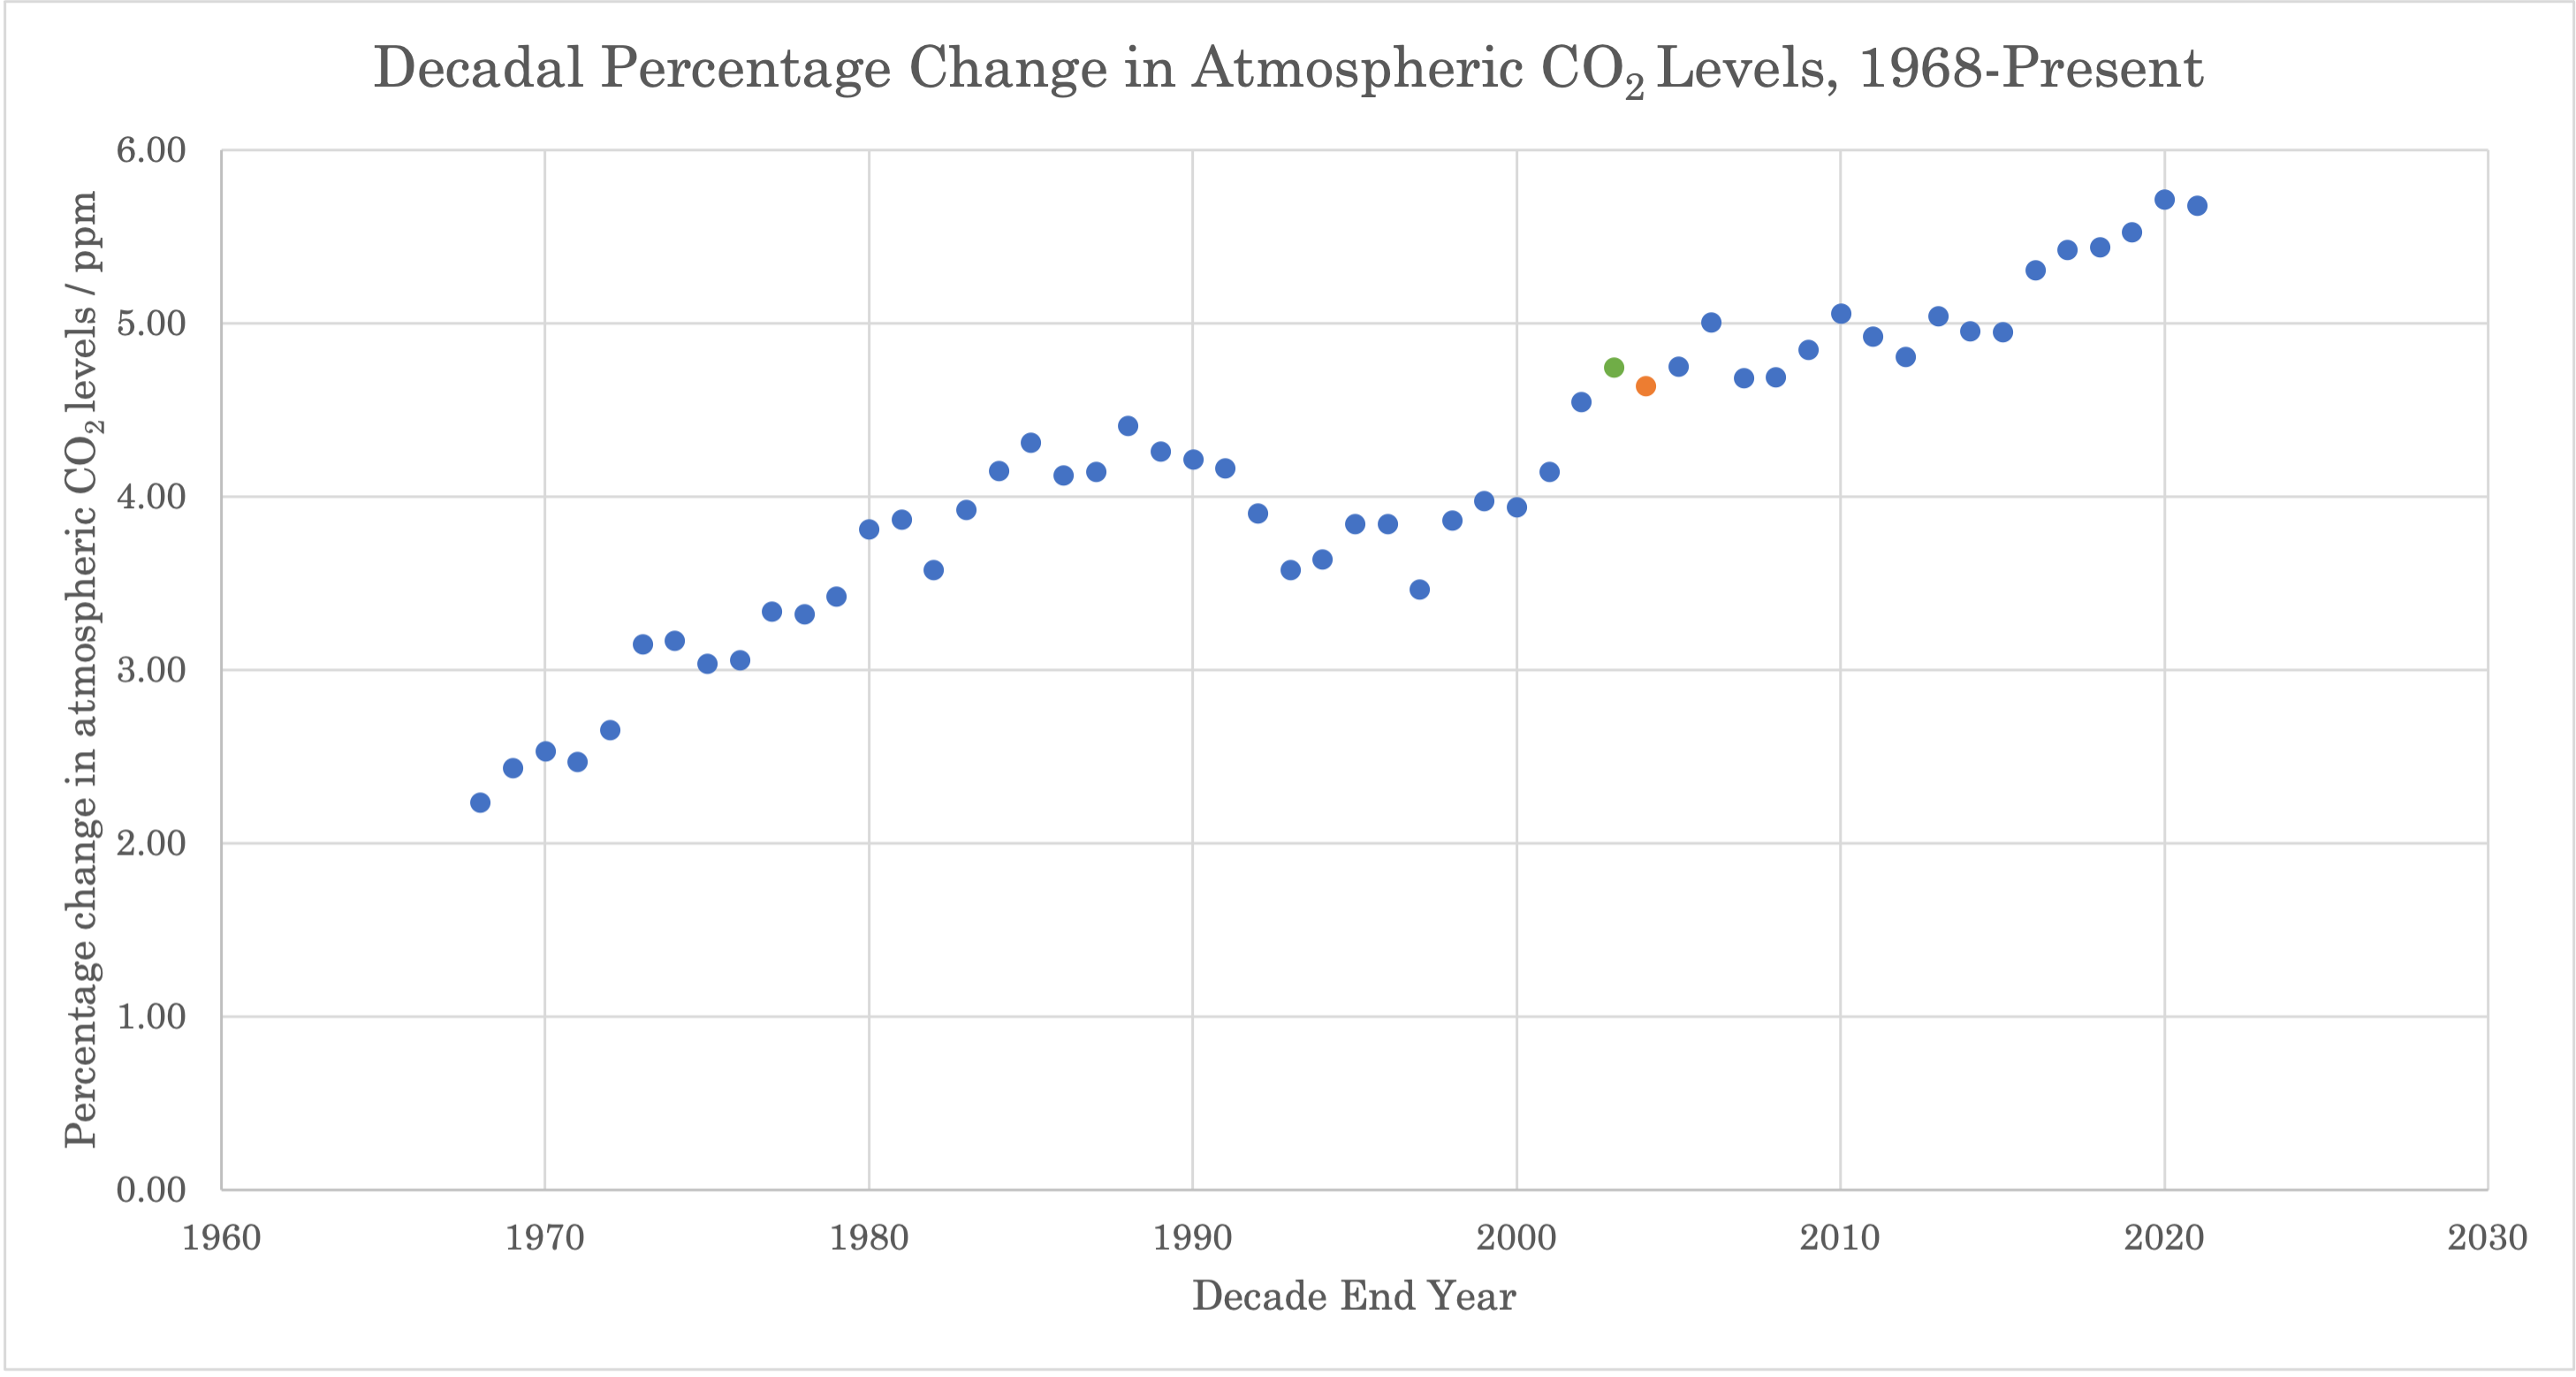 Decadal Percentage Change in Atmospheric CO₂ Levels, 1968-Present
Percentage change in atmospheric CO₂ levels / ppm
6.00
5.00
4.00
3.00
2.00
1.00
0.00
1960 1970 1980 1990 2000 2010 2020 2030
Decade End Year